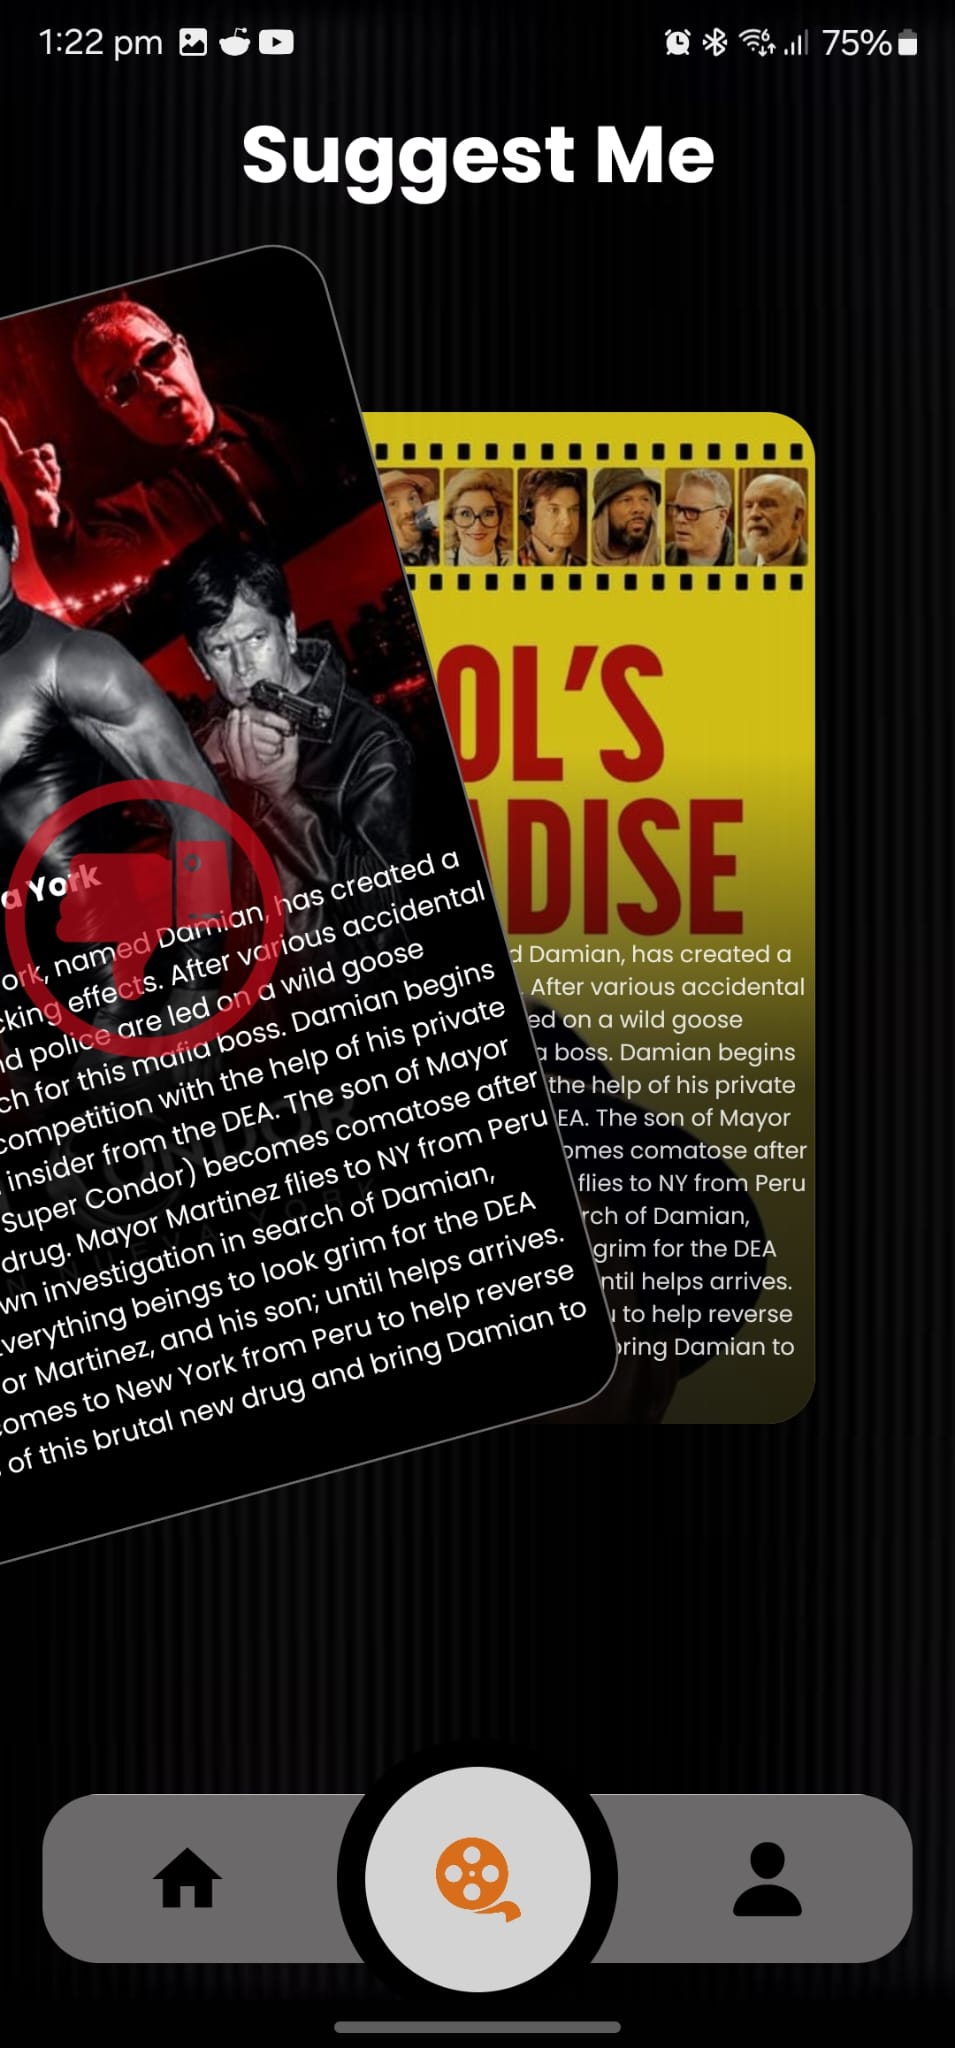 1:22 pm
75%
Suggest Me
a York
ork, named Damian, has created a
cking effects. After various accidental
nd police are led on a wild goose
ch for this mafia boss. Damian begins
competition with the help of his private
insider from the DEA. The son of Mayor
Super Condor) becomes comatose after
drug. Mayor Martinez flies to NY from Peru
wn investigation in search of Damian,
verything beings to look grim for the DEA
or Martinez, and his son; until helps arrives.
omes to New York from Peru to help reverse
of this brutal new drug and bring Damian to
OL'S
ADISE
d Damian, has created a
. After various accidental
ed on a wild goose
a boss. Damian begins
the help of his private
EA. The son of Mayor
omes comatose after
flies to NY from Peru
rch of Damian,
grim for the DEA
ntil helps arrives.
u to help reverse
bring Damian to